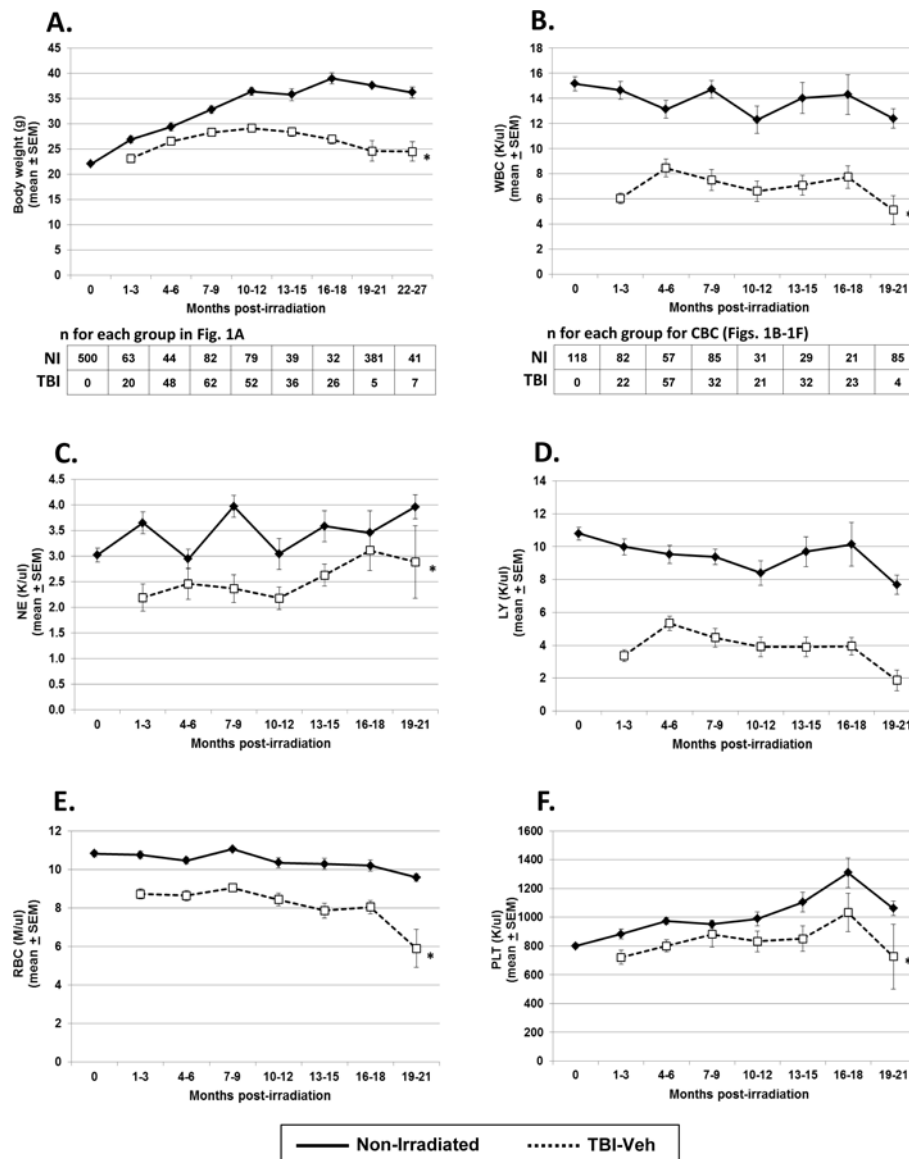 A.
Body weight (g)
(mean ± SEM)
45
40
35
30
25
20
15
10
5
0
0 1-3 4-6 7-9 10-12 13-15 16-18 19-21 22-27
Months post-irradiation
*
n for each group in Fig. 1A
NI 500 63 44 82 79 39 32 381 41
TBI 0 20 48 62 52 36 26 5 7
B.
WBC (K/ul)
(mean ± SEM)
18
16
14
12
10
8
6
4
2
0
0 1-3 4-6 7-9 10-12 13-15 16-18 19-21
Months post-irradiation
*
n for each group for CBC (Figs. 1B-1F)
NI 118 82 57 85 31 29 21 85
TBI 0 22 57 32 21 32 23 4
C.
NE (K/ul)
(mean ± SEM)
4.5
4.0
3.5
3.0
2.5
2.0
1.5
1.0
0.5
0.0
0 1-3 4-6 7-9 10-12 13-15 16-18 19-21
Months post-irradiation
*
D.
LY (K/ul)
(mean ± SEM)
14
12
10
8
6
4
2
0
0 1-3 4-6 7-9 10-12 13-15 16-18 19-21
Months post-irradiation
E.
RBC (M/ul)
(mean ± SEM)
12
10
8
6
4
2
0
0 1-3 4-6 7-9 10-12 13-15 16-18 19-21
Months post-irradiation
*
F.
PLT (K/ul)
(mean ± SEM)
1600
1400
1200
1000
800
600
400
200
0
0 1-3 4-6 7-9 10-12 13-15 16-18 19-21
Months post-irradiation
*
Non-Irradiated TBI-Veh